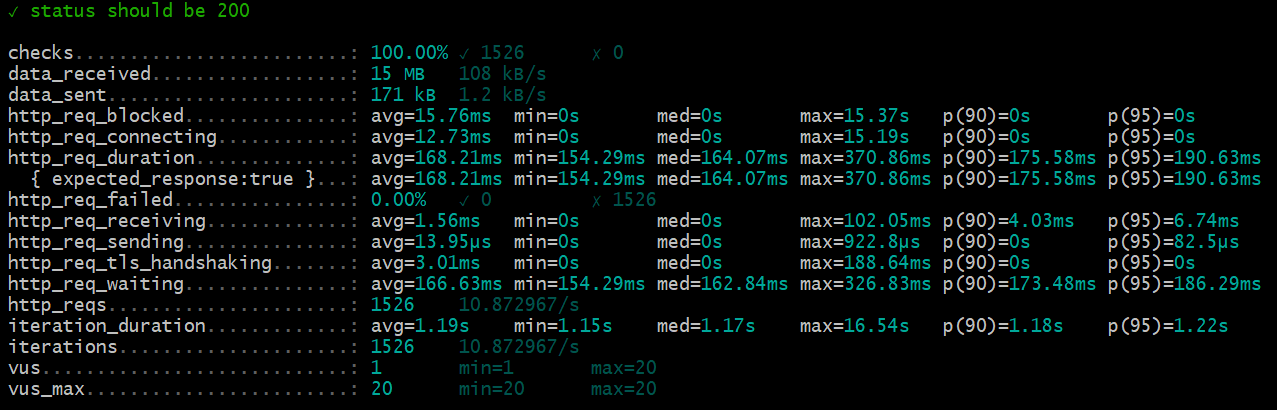 ✓ status should be 200
checks.........................: 100.00% ✓ 1526 ✗ 0
data_received..................: 15 MB 108 kB/s
data_sent......................: 171 kB 1.2 kB/s
http_req_blocked...............: avg=15.76ms min=0s med=0s max=15.37s p(90)=0s p(95)=0s
http_req_connecting............: avg=12.73ms min=0s med=0s max=15.19s p(90)=0s p(95)=0s
http_req_duration..............: avg=168.21ms min=154.29ms med=164.07ms max=370.86ms p(90)=175.58ms p(95)=190.63ms
{ expected_response:true }...: avg=168.21ms min=154.29ms med=164.07ms max=370.86ms p(90)=175.58ms p(95)=190.63ms
http_req_failed................: 0.00% ✓ 0 ✗ 1526
http_req_receiving.............: avg=1.56ms min=0s med=0s max=102.05ms p(90)=4.03ms p(95)=6.74ms
http_req_sending...............: avg=13.95µs min=0s med=0s max=922.8µs p(90)=0s p(95)=82.5µs
http_req_tls_handshaking.......: avg=3.01ms min=0s med=0s max=188.64ms p(90)=0s p(95)=0s
http_req_waiting...............: avg=166.63ms min=154.29ms med=162.84ms max=326.83ms p(90)=173.48ms p(95)=186.29ms
http_reqs......................: 1526 10.872967/s
iteration_duration.............: avg=1.19s min=1.15s med=1.17s max=16.54s p(90)=1.18s p(95)=1.22s
iterations.....................: 1526 10.872967/s
vus............................: 1 min=1 max=20
vus_max........................: 20 min=20 max=20